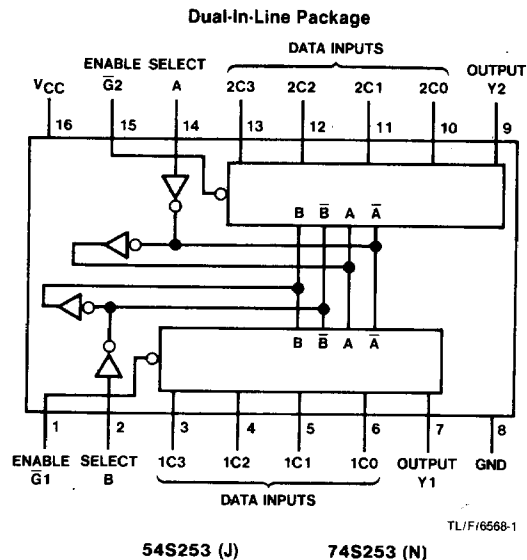 Dual-In-Line Package
DATA INPUTS
ENABLE SELECT OUTPUT
VCC G̅2 A 2C3 2C2 2C1 2C0 Y2
16 15 14 13 12 11 10 9
B B̅ A A̅
B B̅ A A̅
1 2 3 4 5 6 7 8
ENABLE SELECT 1C3 1C2 1C1 1C0 OUTPUT GND
G̅1 B Y1
DATA INPUTS
TL/F/6568-1
54S253 (J) 74S253 (N)